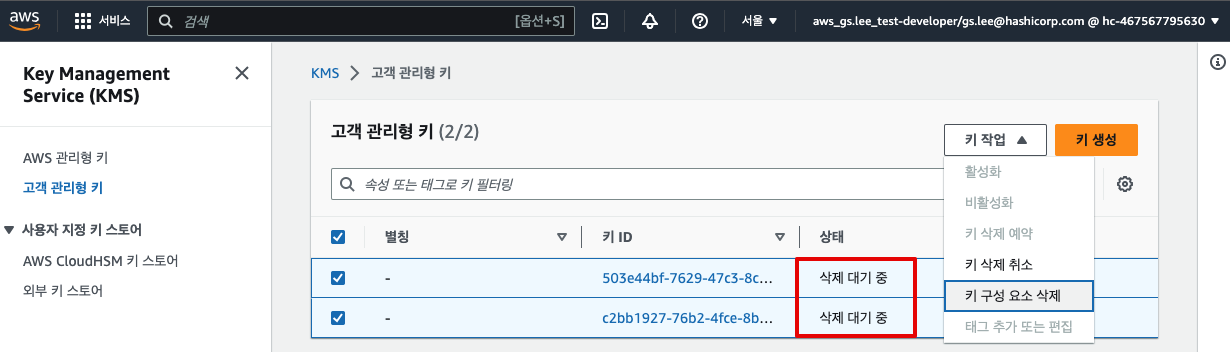 aws 서비스 검색 [옵션+S] 서울 aws_gs.lee_test-developer/gs.lee@hashicorp.com @ hc-467567795630
Key Management
Service (KMS)
AWS 관리형 키
고객 관리형 키
사용자 지정 키 스토어
AWS CloudHSM 키 스토어
외부 키 스토어
KMS > 고객 관리형 키
고객 관리형 키 (2/2)
키 작업 키 생성
속성 또는 태그로 키 필터링
별칭 키 ID 상태
- 503e44bf-7629-47c3-8c... 삭제 대기 중
- c2bb1927-76b2-4fce-8b... 삭제 대기 중
활성화
비활성화
키 삭제 예약
키 삭제 취소
키 구성 요소 삭제
태그 추가 또는 편집